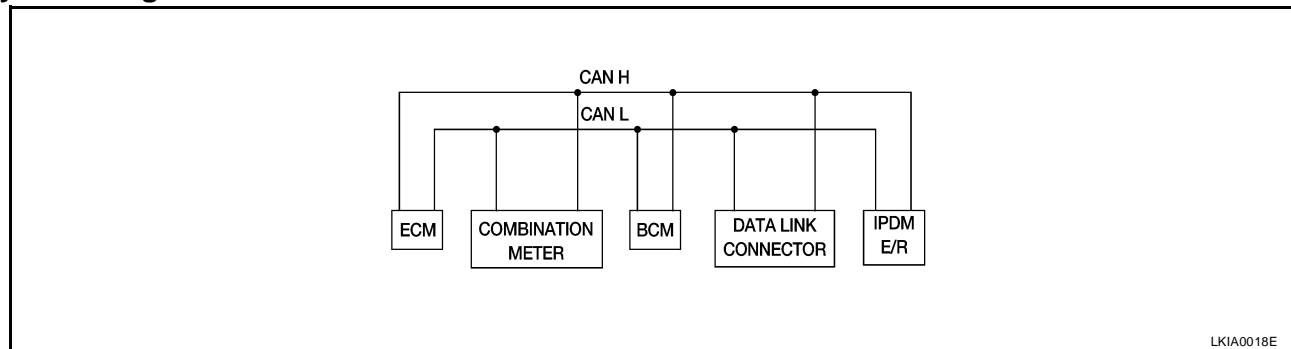 CAN H
CAN L
ECM
COMBINATION
METER
BCM
DATA LINK
CONNECTOR
IPDM
E/R
LKIA0018E